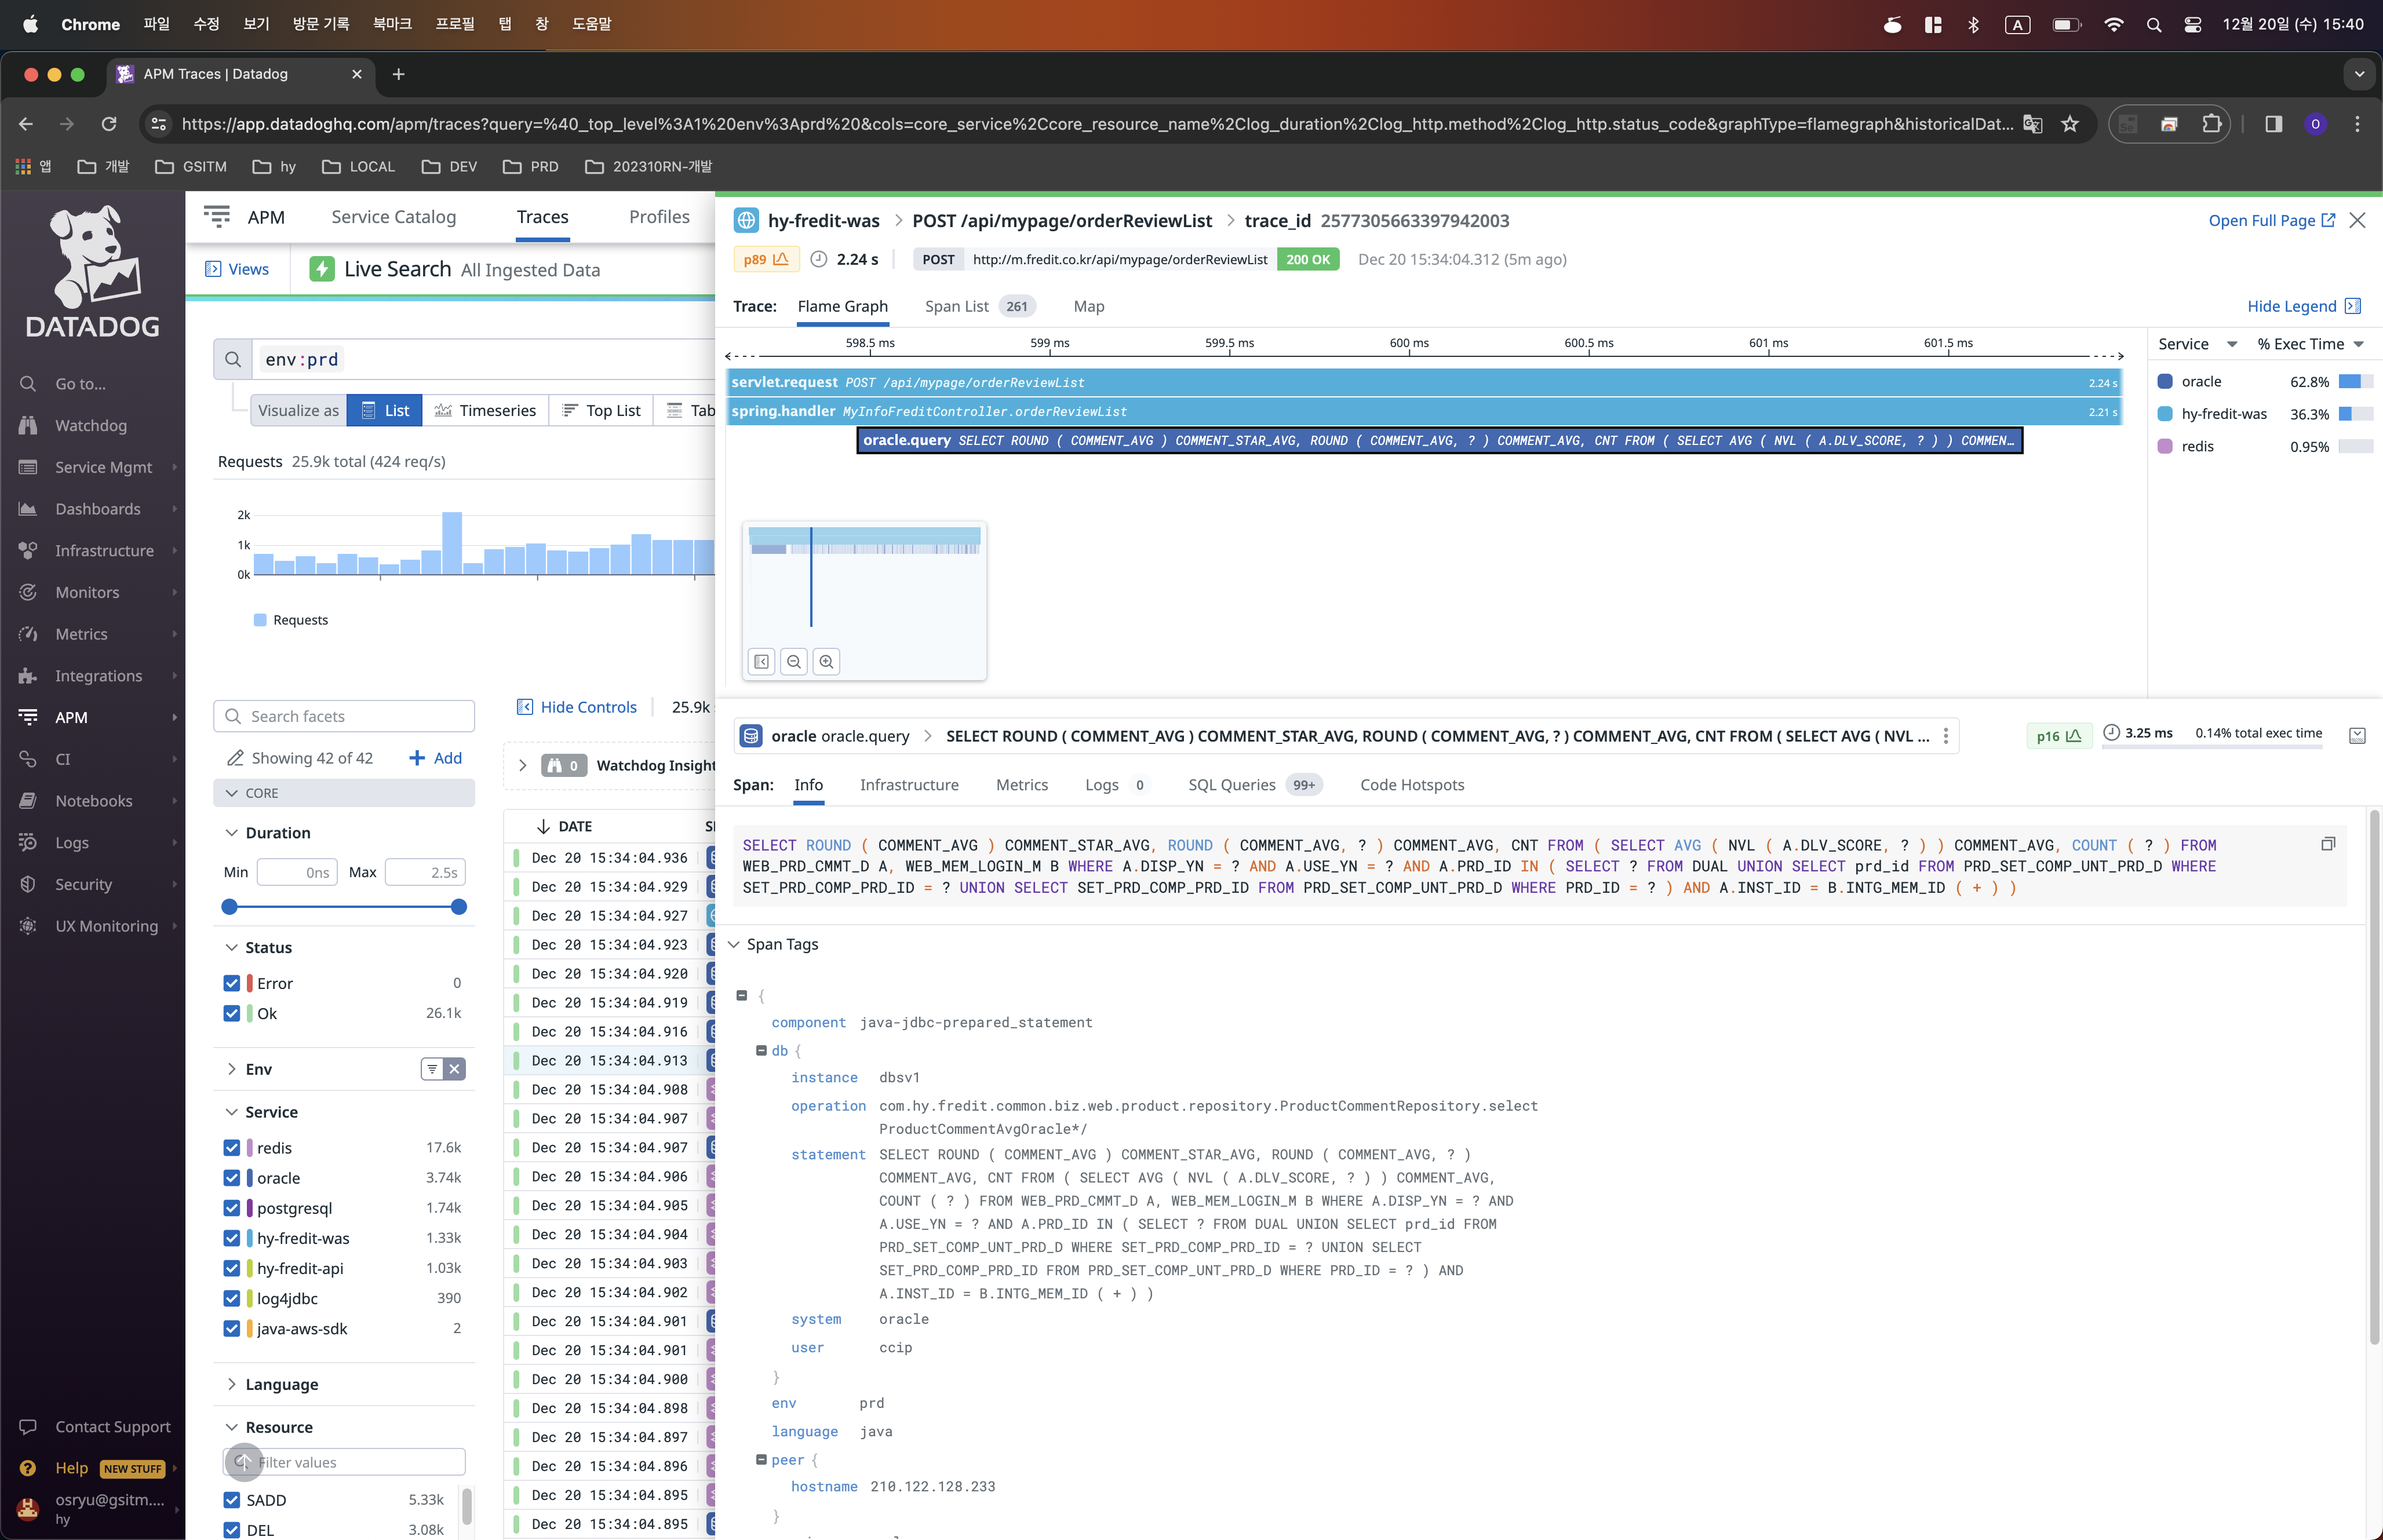 Chrome 파일 수정 보기 방문 기록 북마크 프로필 탭 창 도움말
A 12월 20일 (수) 15:40
APM Traces | Datadog
https://app.datadoghq.com/apm/traces?query=%40_top_level%3A1%20env%3Aprd%20&cols=core_service%2Ccore_resource_name%2Clog_duration%2Clog_http.method%2Clog_http.status_code&graphType=flamegraph&historicalDat...
O
앱 개발 GSITM hy LOCAL DEV PRD 202310RN-개발
DATADOG
Go to...
Watchdog
Service Mgmt
Dashboards
Infrastructure
Monitors
Metrics
Integrations
APM
CI
Notebooks
Logs
Security
UX Monitoring
Contact Support
Help NEW STUFF
osryu@gsitm....
hy
APM Service Catalog Traces Profiles
Views Live Search All Ingested Data
env:prd
Visualize as List Timeseries Top List Tab
Requests 25.9k total (424 req/s)
2k
1k
0k
Requests
Search facets
Showing 42 of 42 Add
CORE
Duration
Min 0ns Max 2.5s
Status
Error 0
Ok 26.1k
Env
Service
redis 17.6k
oracle 3.74k
postgresql 1.74k
hy-fredit-was 1.33k
hy-fredit-api 1.03k
log4jdbc 390
java-aws-sdk 2
Language
Resource
Filter values
SADD 5.33k
DEL 3.08k
Hide Controls 25.9k
0 Watchdog Insight
DATE
Dec 20 15:34:04.936
Dec 20 15:34:04.929
Dec 20 15:34:04.927
Dec 20 15:34:04.923
Dec 20 15:34:04.920
Dec 20 15:34:04.919
Dec 20 15:34:04.916
Dec 20 15:34:04.913
Dec 20 15:34:04.908
Dec 20 15:34:04.907
Dec 20 15:34:04.907
Dec 20 15:34:04.906
Dec 20 15:34:04.905
Dec 20 15:34:04.904
Dec 20 15:34:04.903
Dec 20 15:34:04.902
Dec 20 15:34:04.901
Dec 20 15:34:04.901
Dec 20 15:34:04.900
Dec 20 15:34:04.898
Dec 20 15:34:04.897
Dec 20 15:34:04.896
Dec 20 15:34:04.895
Dec 20 15:34:04.895
hy-fredit-was > POST /api/mypage/orderReviewList > trace_id 2577305663397942003
Open Full Page
p89 2.24 s POST http://m.fredit.co.kr/api/mypage/orderReviewList 200 OK Dec 20 15:34:04.312 (5m ago)
Trace: Flame Graph Span List 261 Map
Hide Legend
598.5 ms 599 ms 599.5 ms 600 ms 600.5 ms 601 ms 601.5 ms
servlet.request POST /api/mypage/orderReviewList 2.24 s
spring.handler MyInfoFreditController.orderReviewList 2.21 s
oracle.query SELECT ROUND ( COMMENT_AVG ) COMMENT_STAR_AVG, ROUND ( COMMENT_AVG, ? ) COMMENT_AVG, CNT FROM ( SELECT AVG ( NVL ( A.DLV_SCORE, ? ) ) COMMEN…
Service % Exec Time
oracle 62.8%
hy-fredit-was 36.3%
redis 0.95%
oracle oracle.query > SELECT ROUND ( COMMENT_AVG ) COMMENT_STAR_AVG, ROUND ( COMMENT_AVG, ? ) COMMENT_AVG, CNT FROM ( SELECT AVG ( NVL ...
p16 3.25 ms 0.14% total exec time
Span: Info Infrastructure Metrics Logs 0 SQL Queries 99+ Code Hotspots
SELECT ROUND ( COMMENT_AVG ) COMMENT_STAR_AVG, ROUND ( COMMENT_AVG, ? ) COMMENT_AVG, CNT FROM ( SELECT AVG ( NVL ( A.DLV_SCORE, ? ) ) COMMENT_AVG, COUNT ( ? ) FROM
WEB_PRD_CMMT_D A, WEB_MEM_LOGIN_M B WHERE A.DISP_YN = ? AND A.USE_YN = ? AND A.PRD_ID IN ( SELECT ? FROM DUAL UNION SELECT prd_id FROM PRD_SET_COMP_UNT_PRD_D WHERE
SET_PRD_COMP_PRD_ID = ? UNION SELECT SET_PRD_COMP_PRD_ID FROM PRD_SET_COMP_UNT_PRD_D WHERE PRD_ID = ? ) AND A.INST_ID = B.INTG_MEM_ID ( + ) )
Span Tags
{
component java-jdbc-prepared_statement
db {
instance dbsv1
operation com.hy.fredit.common.biz.web.product.repository.ProductCommentRepository.select
ProductCommentAvgOracle*/
statement SELECT ROUND ( COMMENT_AVG ) COMMENT_STAR_AVG, ROUND ( COMMENT_AVG, ? )
COMMENT_AVG, CNT FROM ( SELECT AVG ( NVL ( A.DLV_SCORE, ? ) ) COMMENT_AVG,
COUNT ( ? ) FROM WEB_PRD_CMMT_D A, WEB_MEM_LOGIN_M B WHERE A.DISP_YN = ? AND
A.USE_YN = ? AND A.PRD_ID IN ( SELECT ? FROM DUAL UNION SELECT prd_id FROM
PRD_SET_COMP_UNT_PRD_D WHERE SET_PRD_COMP_PRD_ID = ? UNION SELECT
SET_PRD_COMP_PRD_ID FROM PRD_SET_COMP_UNT_PRD_D WHERE PRD_ID = ? ) AND
A.INST_ID = B.INTG_MEM_ID ( + ) )
system oracle
user ccip
}
env prd
language java
peer {
hostname 210.122.128.233
}